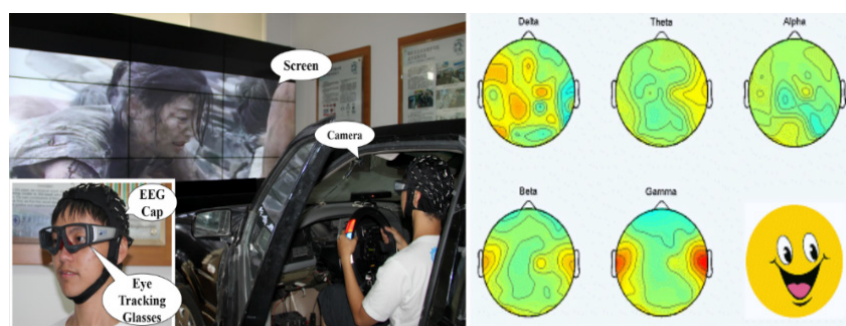 Screen
Camera
EEG
Cap
Eye
Tracking
Glasses
Delta
Theta
Alpha
Beta
Gamma